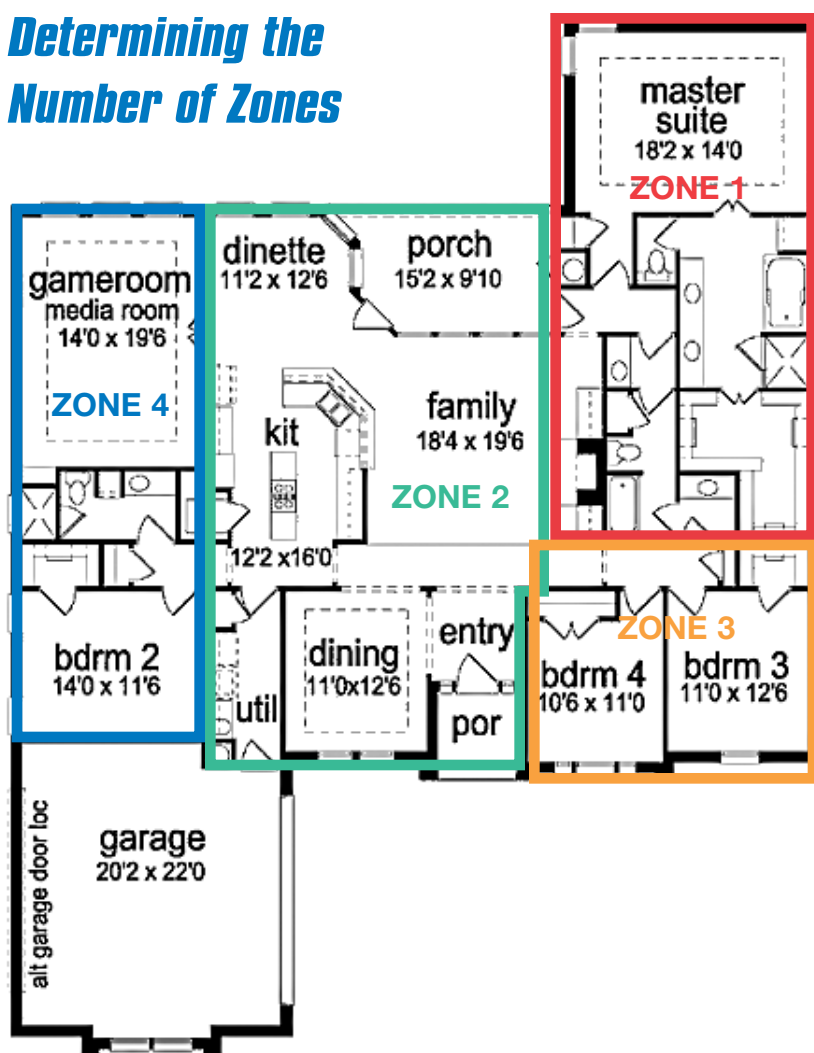 Determining the
Number of Zones
master
suite
18'2 x 14'0
ZONE 1
dinette
11'2 x 12'6
porch
15'2 x 9'10
gameroom
media room
14'0 x 19'6
ZONE 4
family
18'4 x 19'6
kit
ZONE 2
12'2 x16'0
bdrm 2
14'0 x 11'6
dining
11'0x12'6
entry
util
por
ZONE 3
bdrm 4
10'6 x 11'0
bdrm 3
11'0 x 12'6
garage
20'2 x 22'0
alt garage door loc